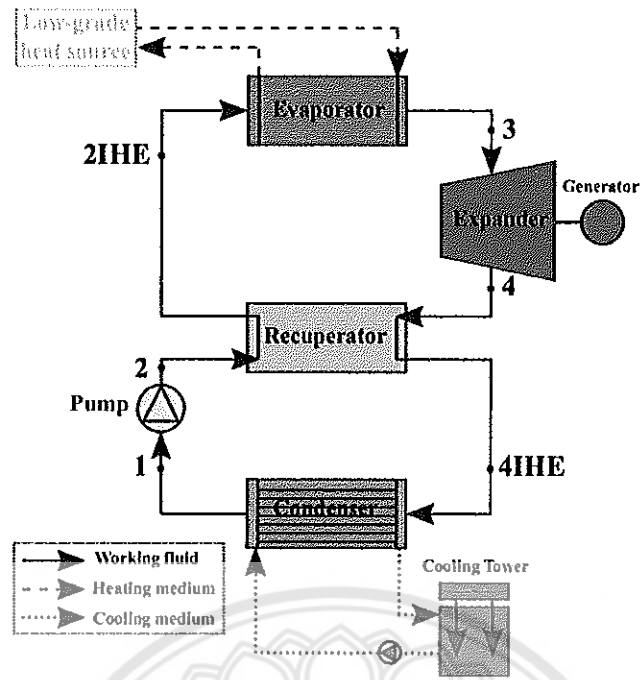 Low-grade
heat source
Evaporator
3
2IHE
Generator
Expander
4
Recuperator
2
Pump
1
4IHE
Condenser
Working fluid
Heating medium
Cooling medium
Cooling Tower